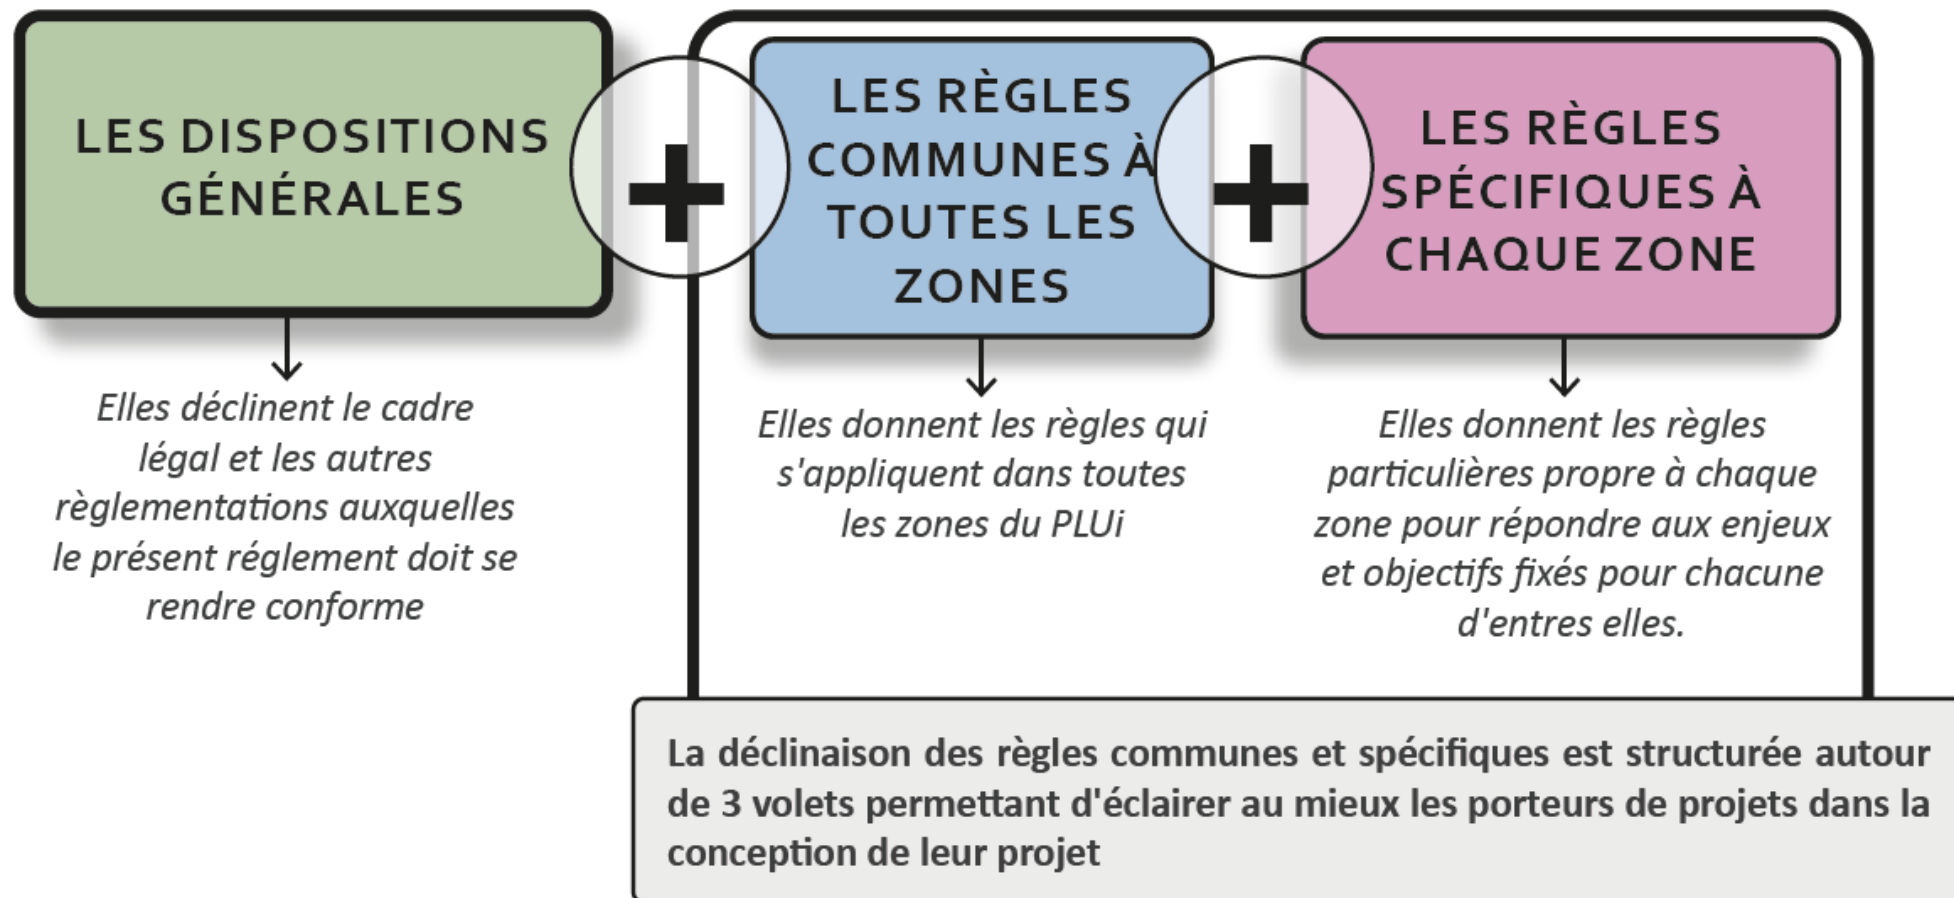 LES DISPOSITIONS
GÉNÉRALES
+
LES RÈGLES
COMMUNES À
TOUTES LES
ZONES
+
LES RÈGLES
SPÉCIFIQUES À
CHAQUE ZONE
Elles déclinent le cadre
légal et les autres
règlementations auxquelles
le présent réglement doit se
rendre conforme
Elles donnent les règles qui
s'appliquent dans toutes
les zones du PLUi
Elles donnent les règles
particulières propre à chaque
zone pour répondre aux enjeux
et objectifs fixés pour chacune
d'entres elles.
La déclinaison des règles communes et spécifiques est structurée autour
de 3 volets permettant d'éclairer au mieux les porteurs de projets dans la
conception de leur projet